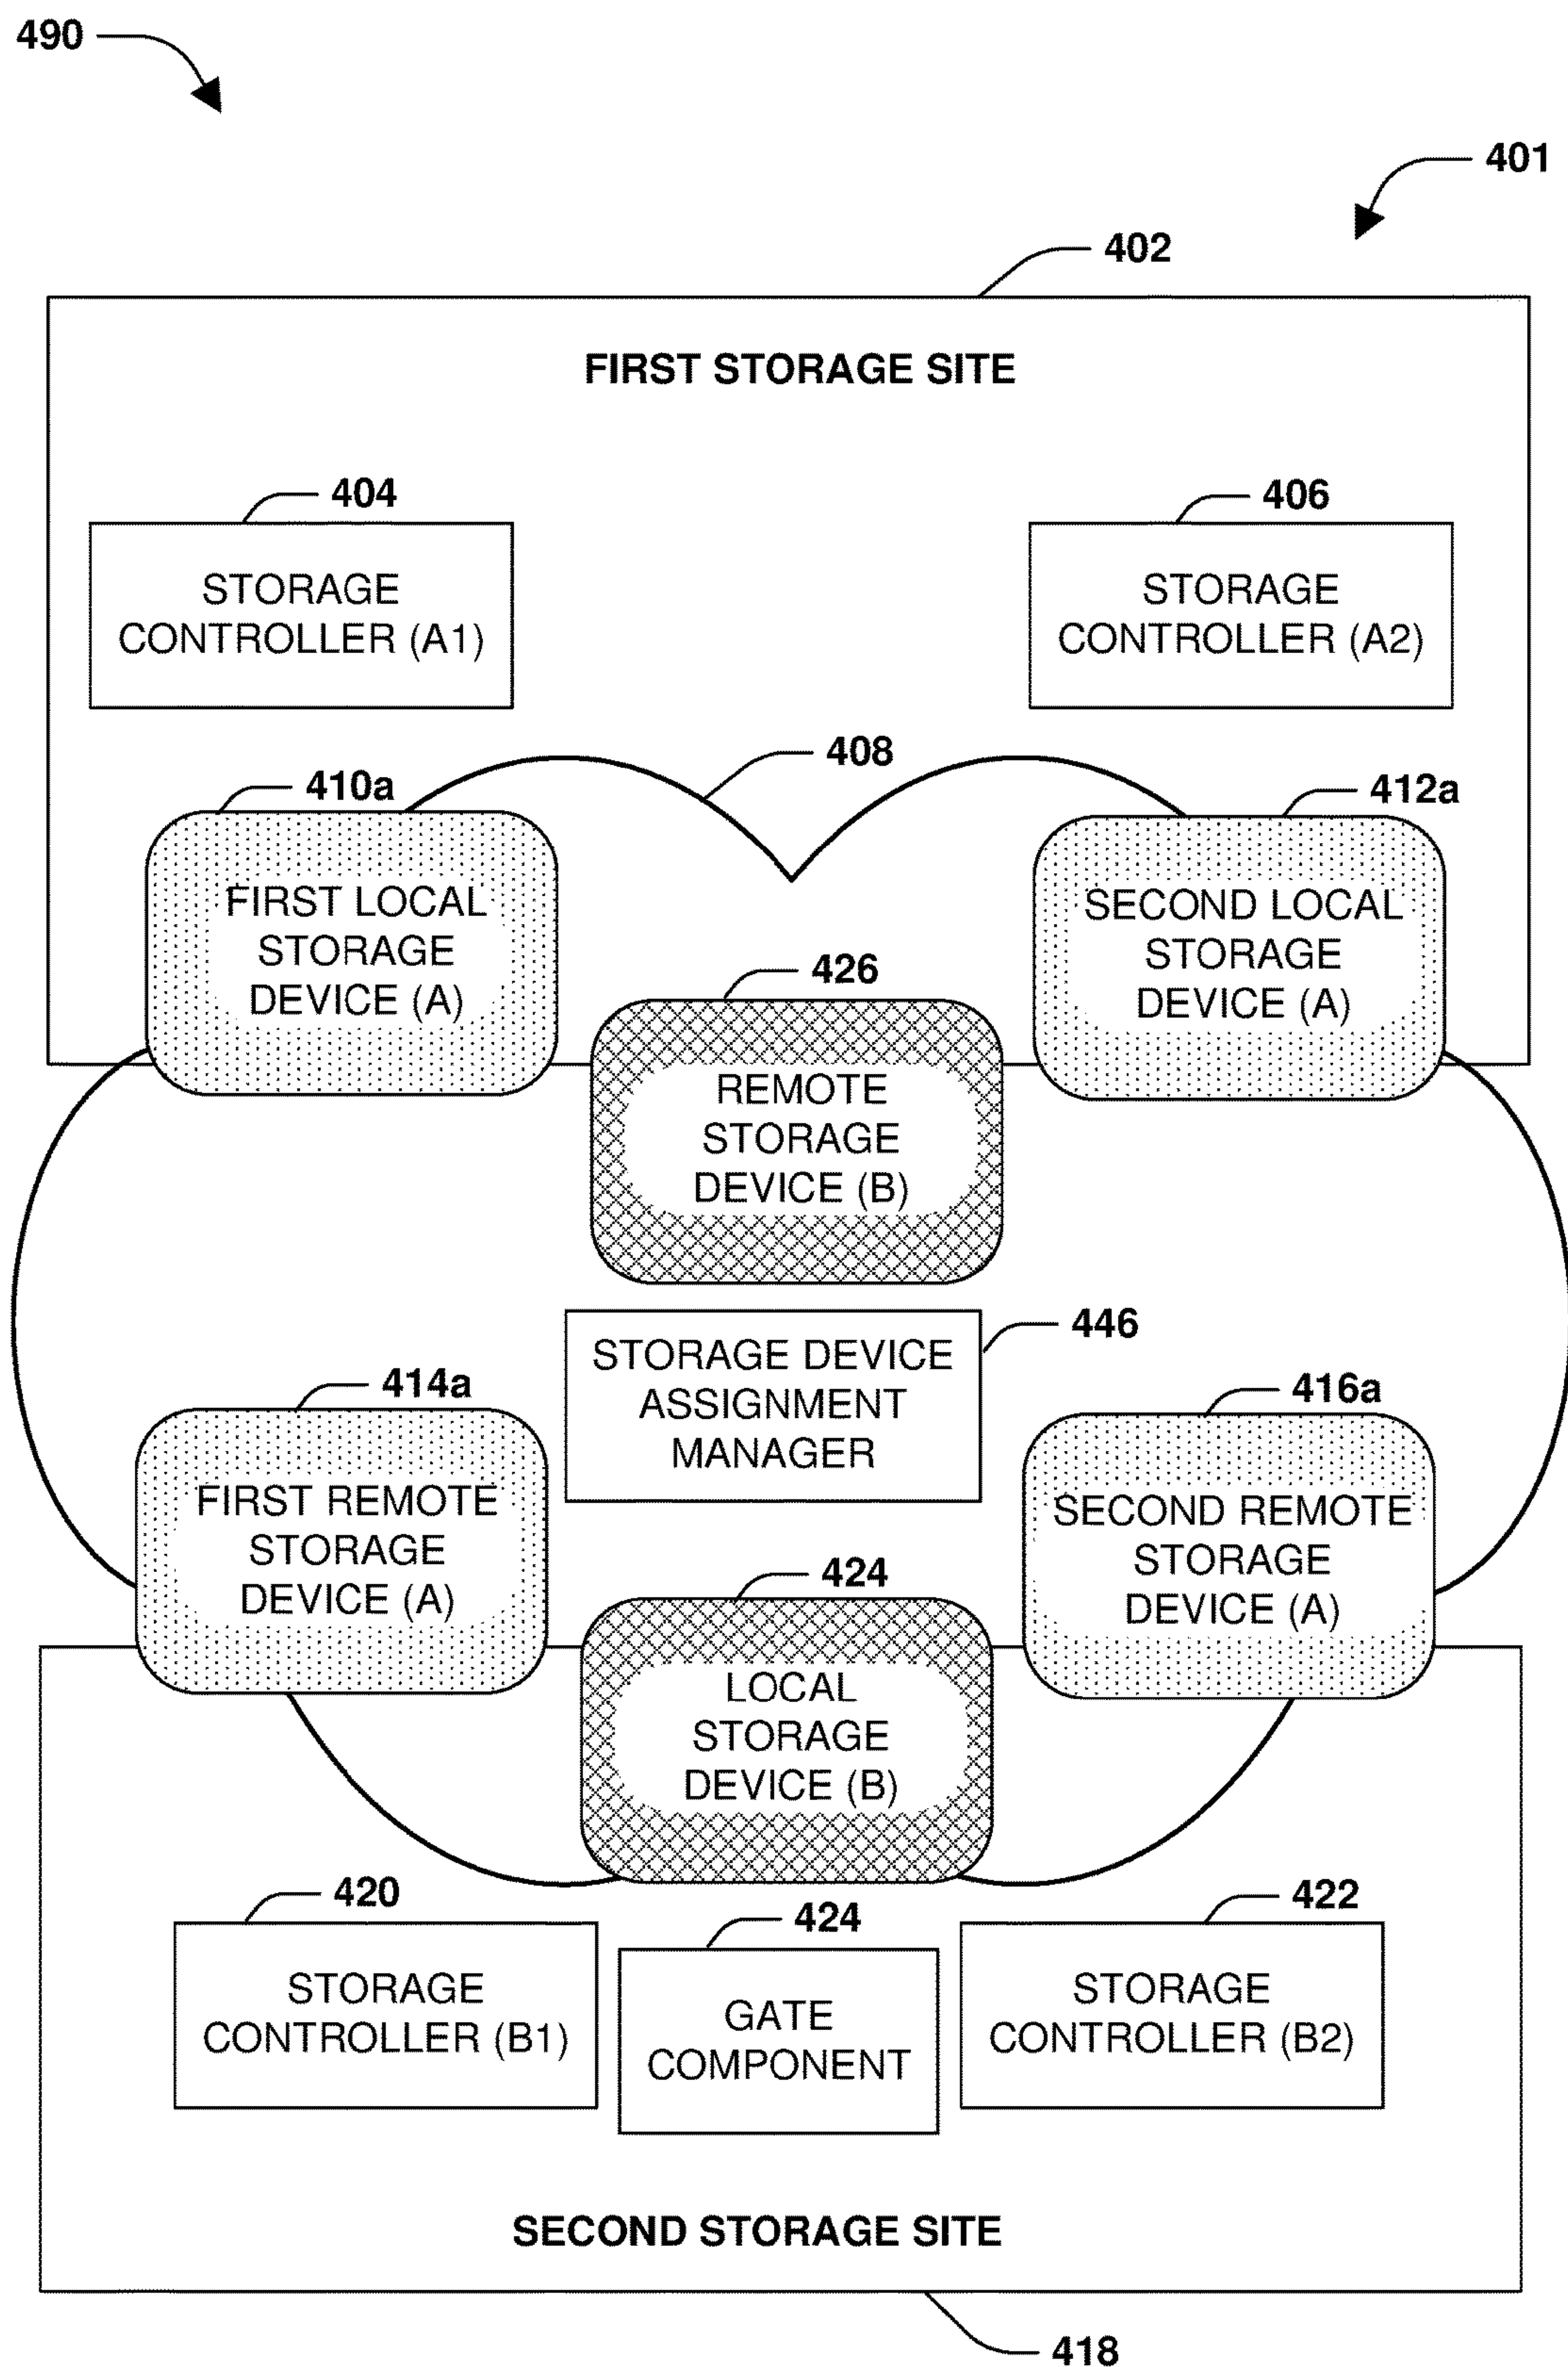 490
401
402
FIRST STORAGE SITE
404
406
STORAGE
CONTROLLER (A1)
STORAGE
CONTROLLER (A2)
408
410a
412a
FIRST LOCAL
STORAGE
DEVICE (A)
SECOND LOCAL
STORAGE
DEVICE (A)
426
REMOTE
STORAGE
DEVICE (B)
446
STORAGE DEVICE
ASSIGNMENT
MANAGER
414a
416a
FIRST REMOTE
STORAGE
DEVICE (A)
SECOND REMOTE
STORAGE
DEVICE (A)
424
LOCAL
STORAGE
DEVICE (B)
420
424
422
STORAGE
CONTROLLER (B1)
GATE
COMPONENT
STORAGE
CONTROLLER (B2)
SECOND STORAGE SITE
418